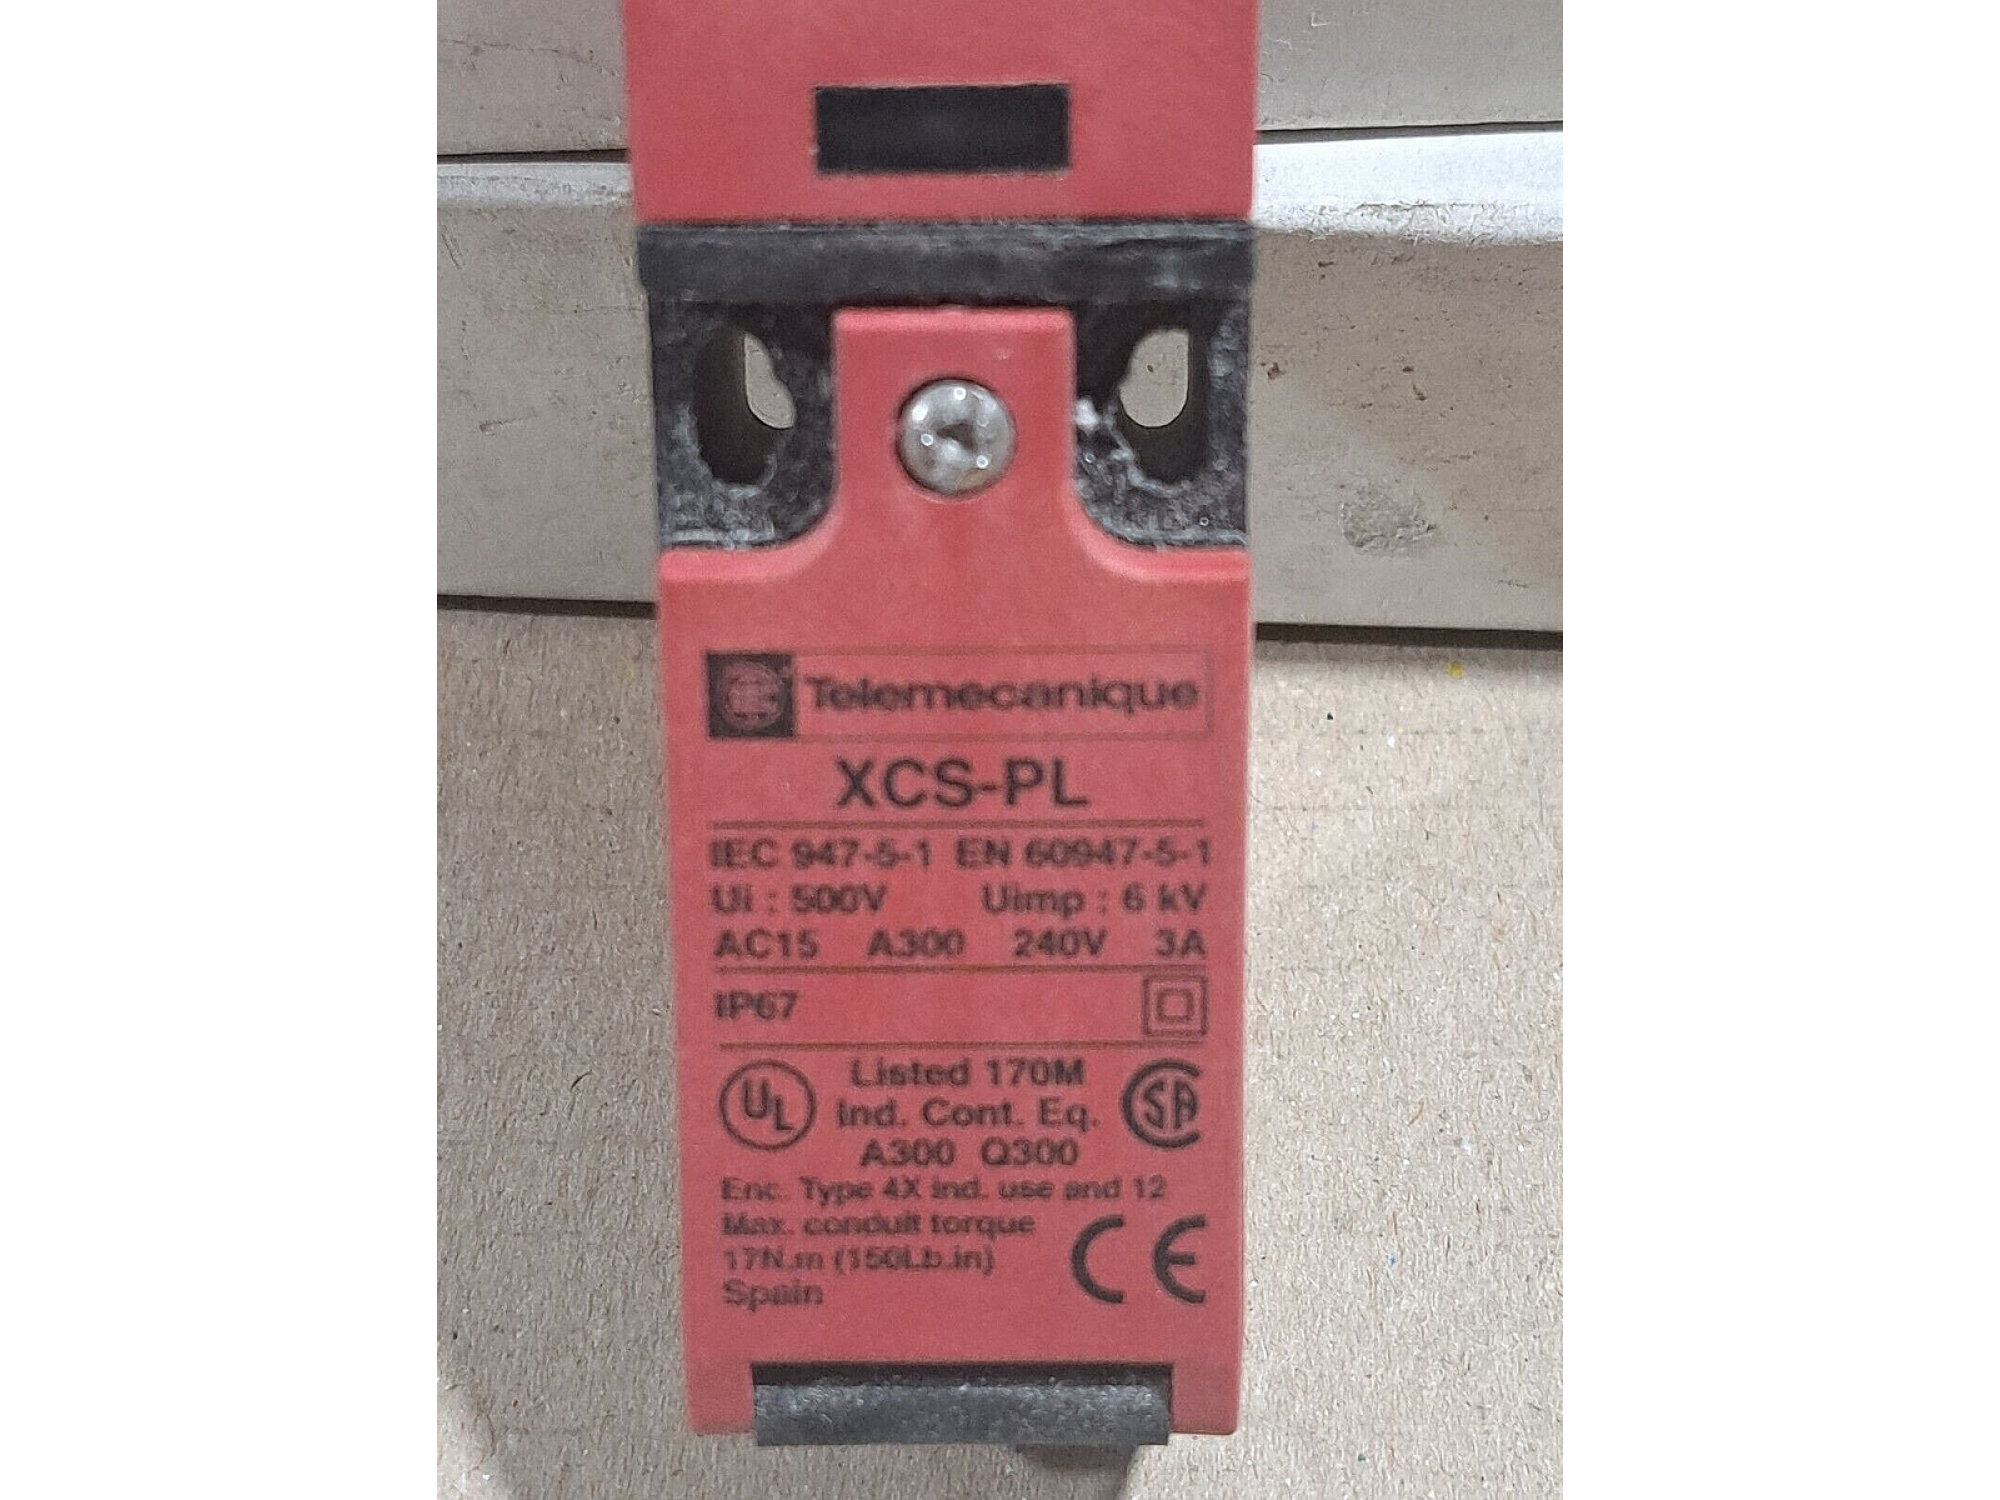 Telemecanique
XCS-PL
IEC 947-5-1 EN 60947-5-1
Ui : 500V Uimp : 6 kV
AC15 A300 240V 3A
IP67
UL Listed 170M SA
Ind. Cont. Eq.
A300 Q300
Enc. Type 4X ind. use and 12
Max. conduit torque
17N.m (150Lb.in)
Spain
CE